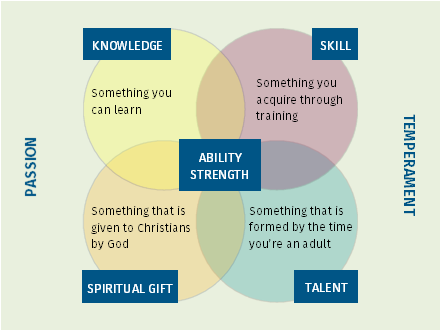 KNOWLEDGE
SKILL
Something you
can learn
Something you
acquire through
training
PASSION
TEMPERAMENT
ABILITY
STRENGTH
Something that is
given to Christians
by God
Something that is
formed by the time
you're an adult
SPIRITUAL GIFT
TALENT